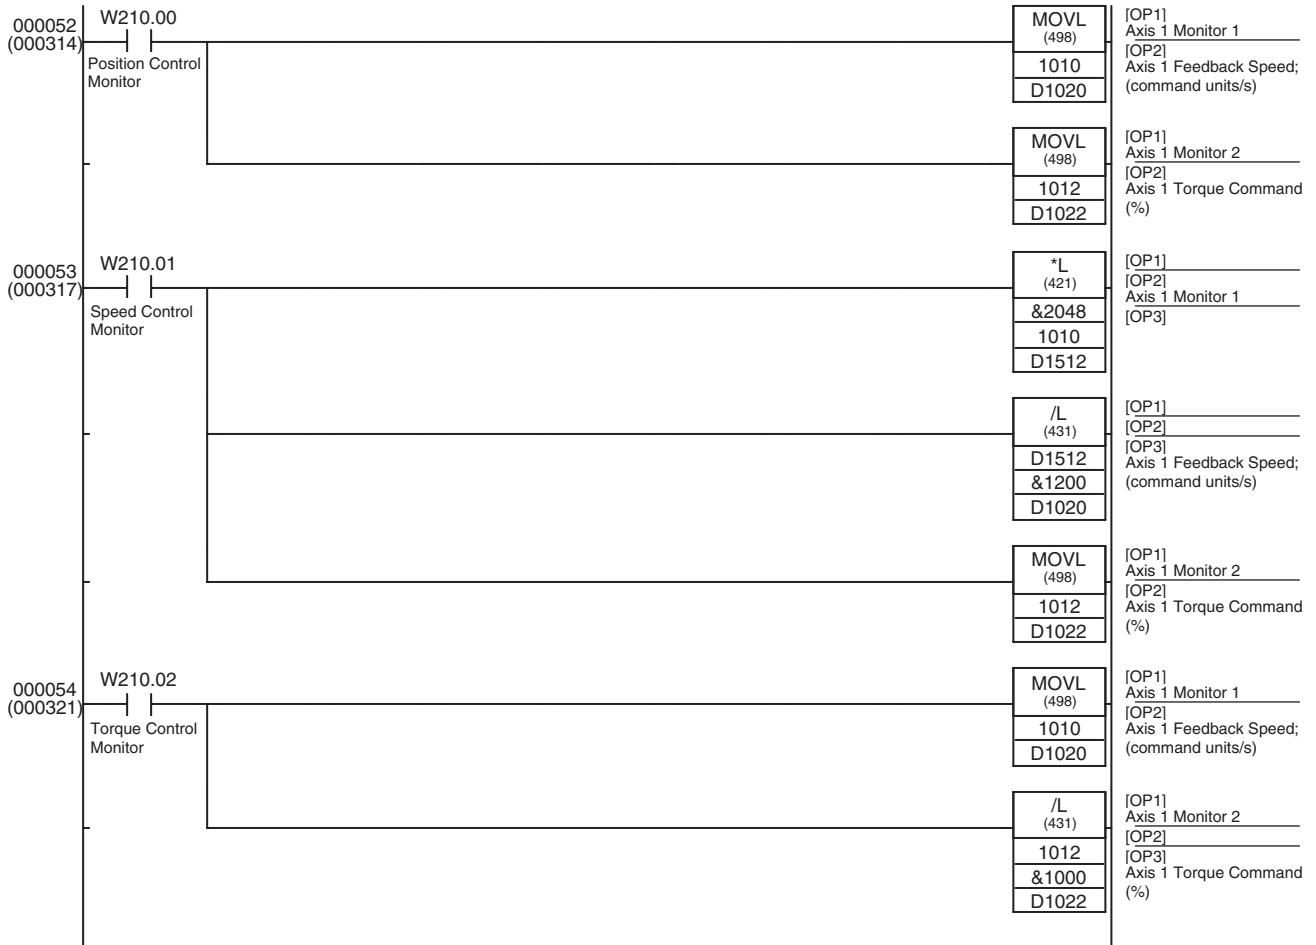 000052
(000314)
W210.00
Position Control
Monitor
MOVL
(498)
1010
D1020
[OP1]
Axis 1 Monitor 1
[OP2]
Axis 1 Feedback Speed;
(command units/s)
MOVL
(498)
1012
D1022
[OP1]
Axis 1 Monitor 2
[OP2]
Axis 1 Torque Command
(%)
000053
(000317)
W210.01
Speed Control
Monitor
*L
(421)
&2048
1010
D1512
[OP1]
[OP2]
Axis 1 Monitor 1
[OP3]
/L
(431)
D1512
&1200
D1020
[OP1]
[OP2]
[OP3]
Axis 1 Feedback Speed;
(command units/s)
MOVL
(498)
1012
D1022
[OP1]
Axis 1 Monitor 2
[OP2]
Axis 1 Torque Command
(%)
000054
(000321)
W210.02
Torque Control
Monitor
MOVL
(498)
1010
D1020
[OP1]
Axis 1 Monitor 1
[OP2]
Axis 1 Feedback Speed;
(command units/s)
/L
(431)
1012
&1000
D1022
[OP1]
Axis 1 Monitor 2
[OP2]
[OP3]
Axis 1 Torque Command
(%)